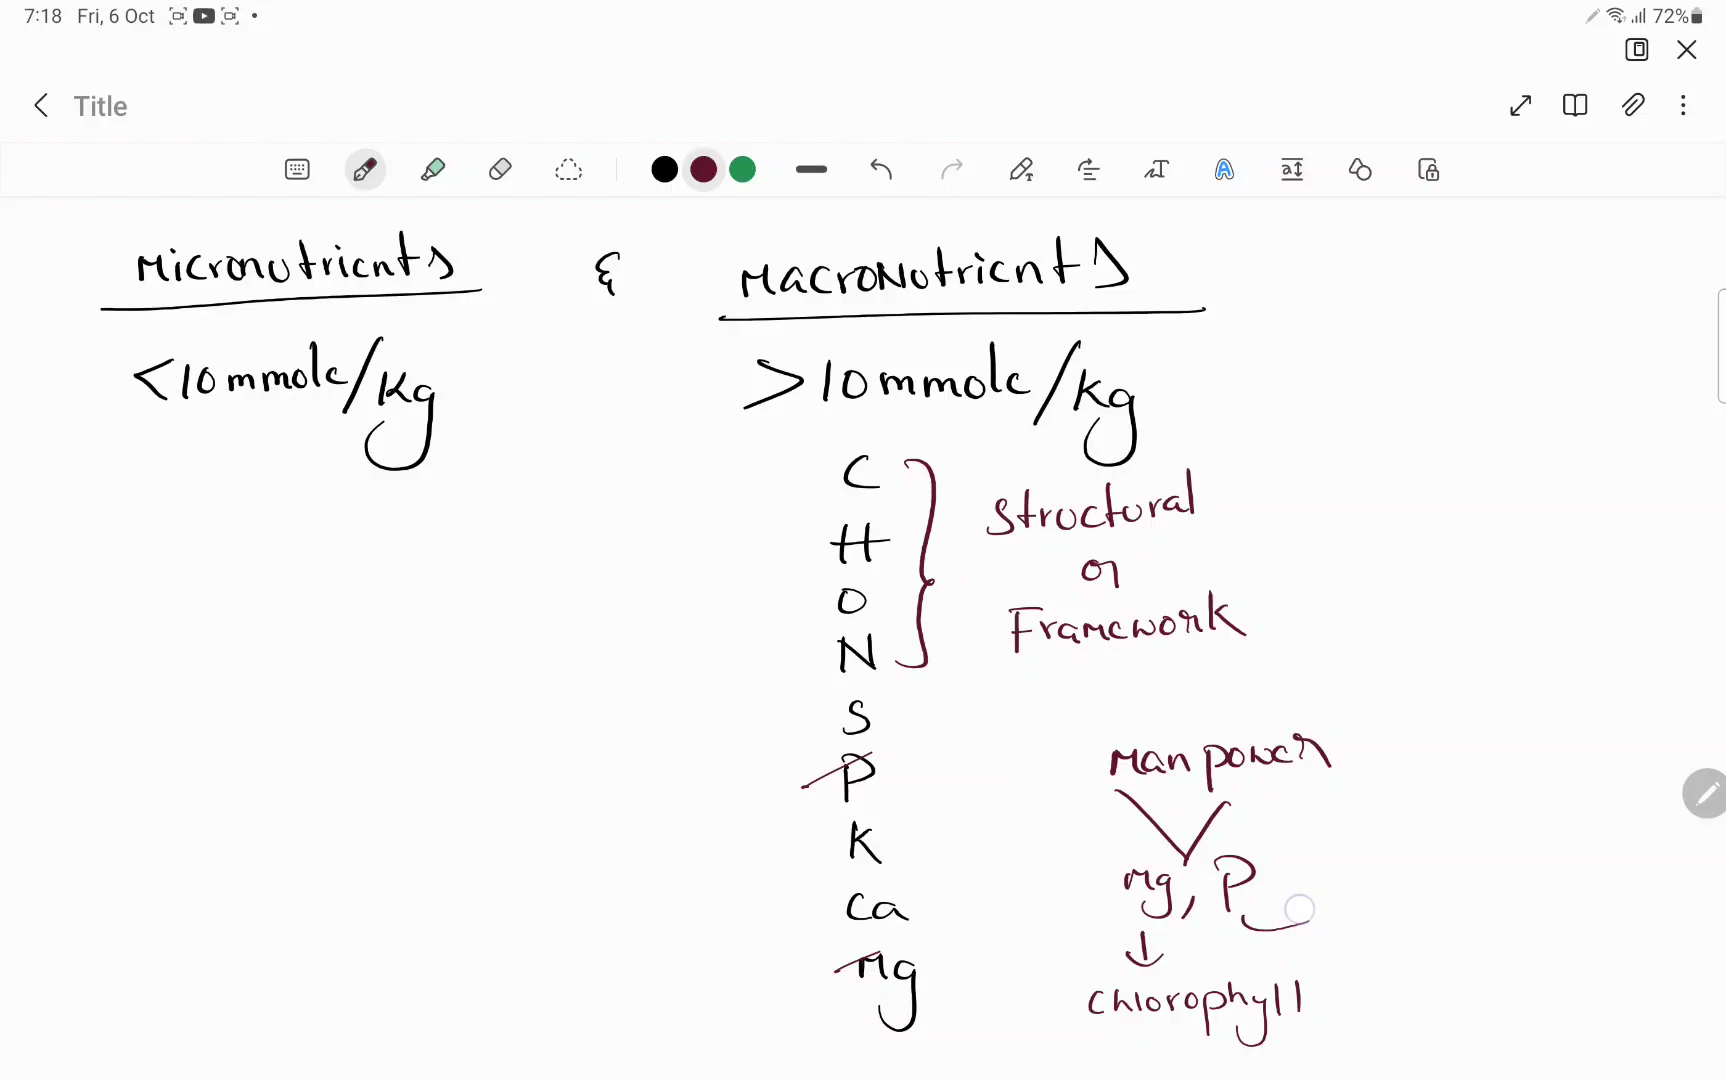 7:18 Fri, 6 Oct
72%
Title
Micronutrients & Macronutrients
<10 mmole/kg >10 mmole/kg
C
H
O
N
Structural
or
Framework
S
P
K
Ca
Mg
Man power
Mg, P
↓
chlorophyll